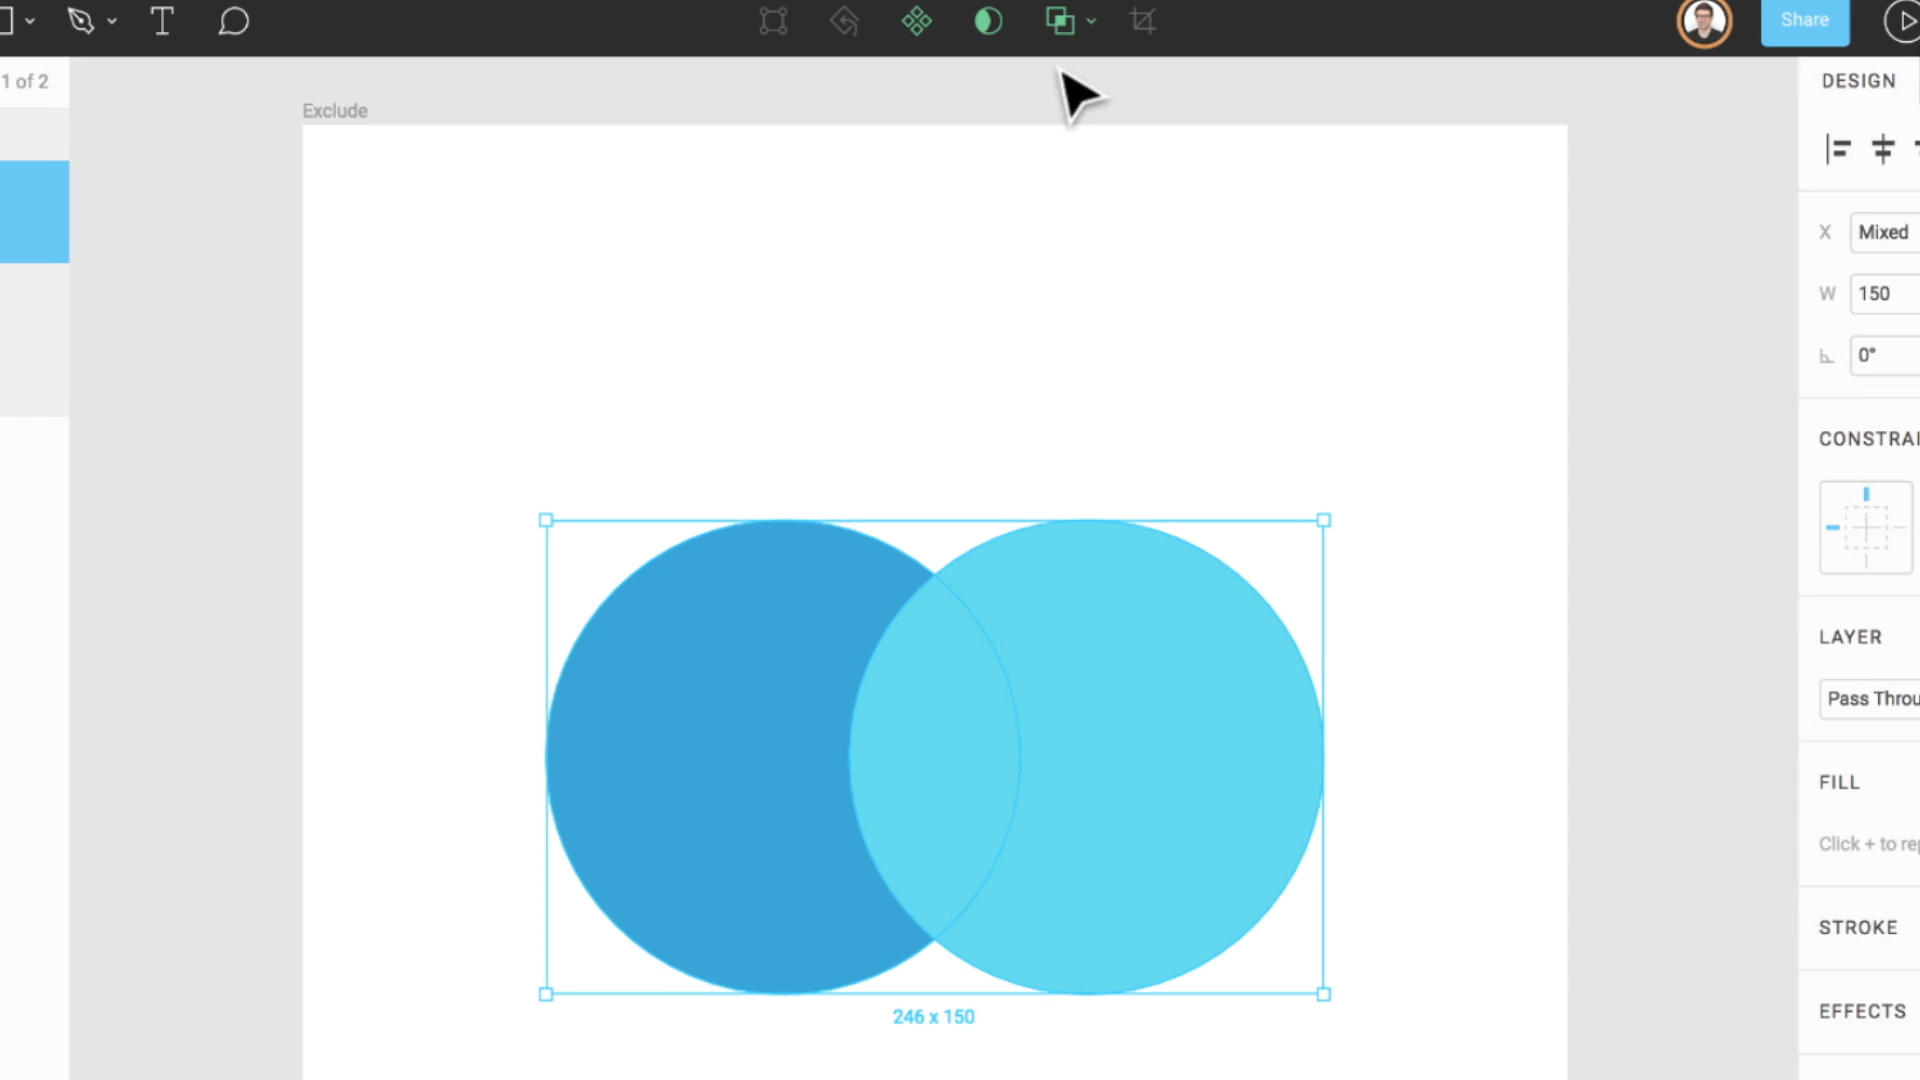 Share
1 of 2
DESIGN
Exclude
X Mixed
W 150
0°
CONSTRAI
LAYER
Pass Throu
FILL
Click + to rep
STROKE
EFFECTS
246 x 150